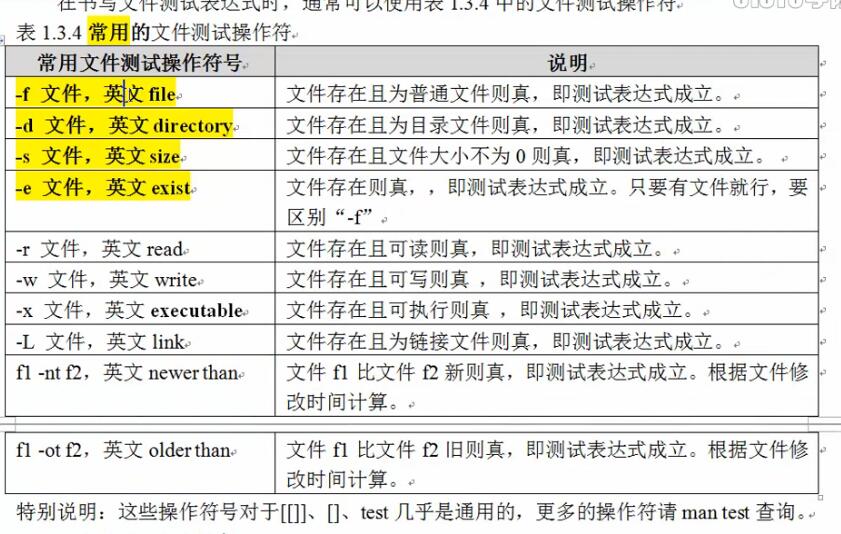 在书写文件测试表达式时，通常可以使用表 1.3.4 中的文件测试操作符
表 1.3.4 常用的文件测试操作符
常用文件测试操作符号 说明
-f 文件，英文 file 文件存在且为普通文件则真，即测试表达式成立。
-d 文件，英文 directory 文件存在且为目录文件则真，即测试表达式成立。
-s 文件，英文 size 文件存在且文件大小不为 0 则真，即测试表达式成立。
-e 文件，英文 exist 文件存在则真，，即测试表达式成立。只要有文件就行，要
区别“-f”
-r 文件，英文 read 文件存在且可读则真，即测试表达式成立。
-w 文件，英文 write 文件存在且可写则真 ，即测试表达式成立。
-x 文件，英文 executable 文件存在且可执行则真 ，即测试表达式成立。
-L 文件，英文 link 文件存在且为链接文件则真，即测试表达式成立。
f1 -nt f2，英文 newer than 文件 f1 比文件 f2 新则真，即测试表达式成立。根据文件修
改时间计算。
f1 -ot f2，英文 older than 文件 f1 比文件 f2 旧则真，即测试表达式成立。根据文件修
改时间计算。
特别说明：这些操作符号对于[[]]、[]、test 几乎是通用的，更多的操作符请 man test 查询。